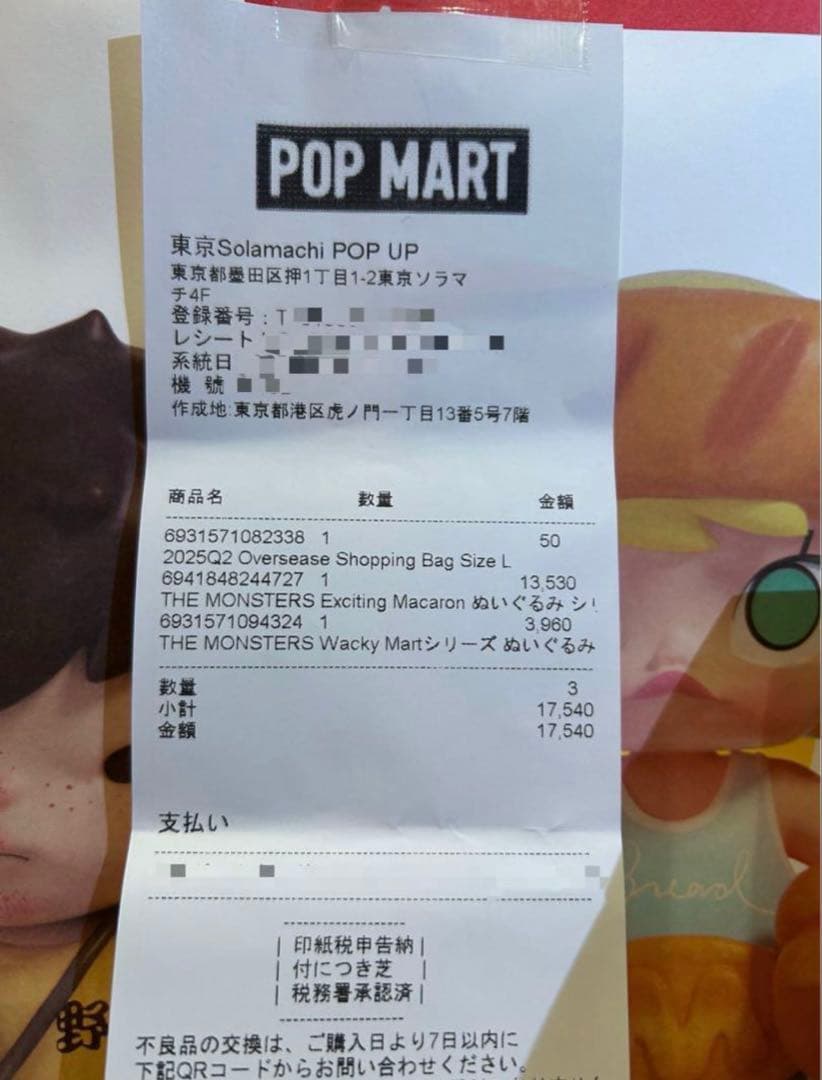 POP MART
東京Solamachi POP UP
東京都墨田区押1丁目1-2東京ソラマ
チ4F
登録番号：T
レシート
系統日
機 號
作成地:東京都港区虎ノ門一丁目13番5号7階
商品名 数量 金額
6931571082338 1 50
2025Q2 Oversease Shopping Bag Size L
6941848244727 1 13,530
THE MONSTERS Exciting Macaron ぬいぐるみ シリ
6931571094324 1 3,960
THE MONSTERS Wacky Martシリーズ ぬいぐるみ
数量 3
小計 17,540
金額 17,540
支払い
印紙税申告納
付につき芝
税務署承認済
不良品の交換は、ご購入日より7日以内に
下記QRコードからお問い合わせください。
Bread
野